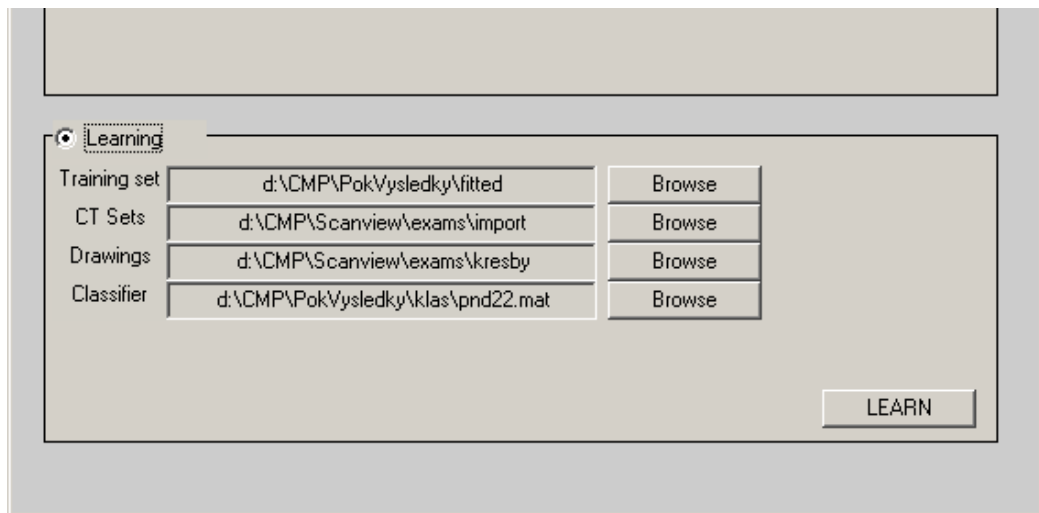 Learning
Training set d:\CMP\PokVysledky\fitted Browse
CT Sets d:\CMP\Scanview\exams\import Browse
Drawings d:\CMP\Scanview\exams\kresby Browse
Classifier d:\CMP\PokVysledky\klas\pnd22.mat Browse
LEARN